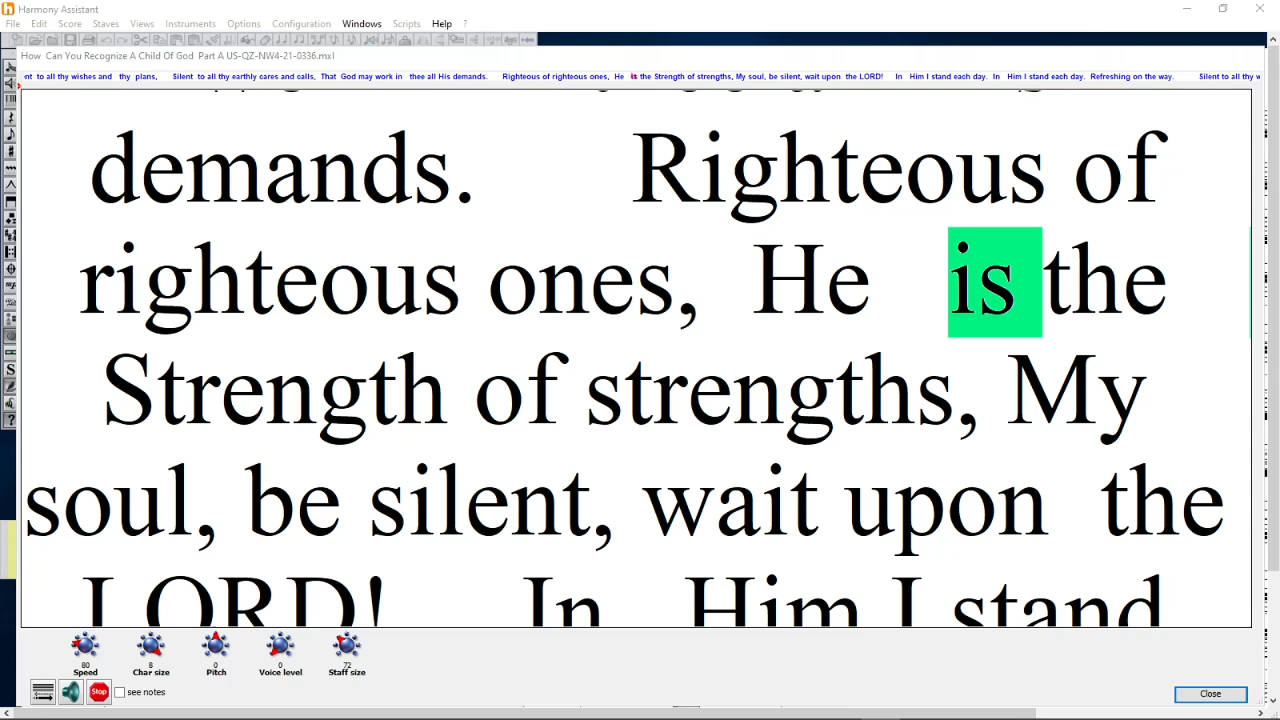 Harmony Assistant
File Edit Score Staves Views Instruments Options Configuration Windows Scripts Help ?
How Can You Recognize A Child Of God Part A US-QZ-NW4-21-0336.mxl
nt to all thy wishes and thy plans, Silent to all thy earthly cares and calls, That God may work in thee all His demands. Righteous of righteous ones, He is the Strength of strengths, My soul, be silent, wait upon the LORD! In Him I stand each day. In Him I stand each day. Refreshing on the way. Silent to all thy w
demands. Righteous of
righteous ones, He is the
Strength of strengths, My
soul, be silent, wait upon the
LORD! In Him I stand
80 8 0 0 72
Speed Char size Pitch Voice level Staff size
Stop see notes
Close